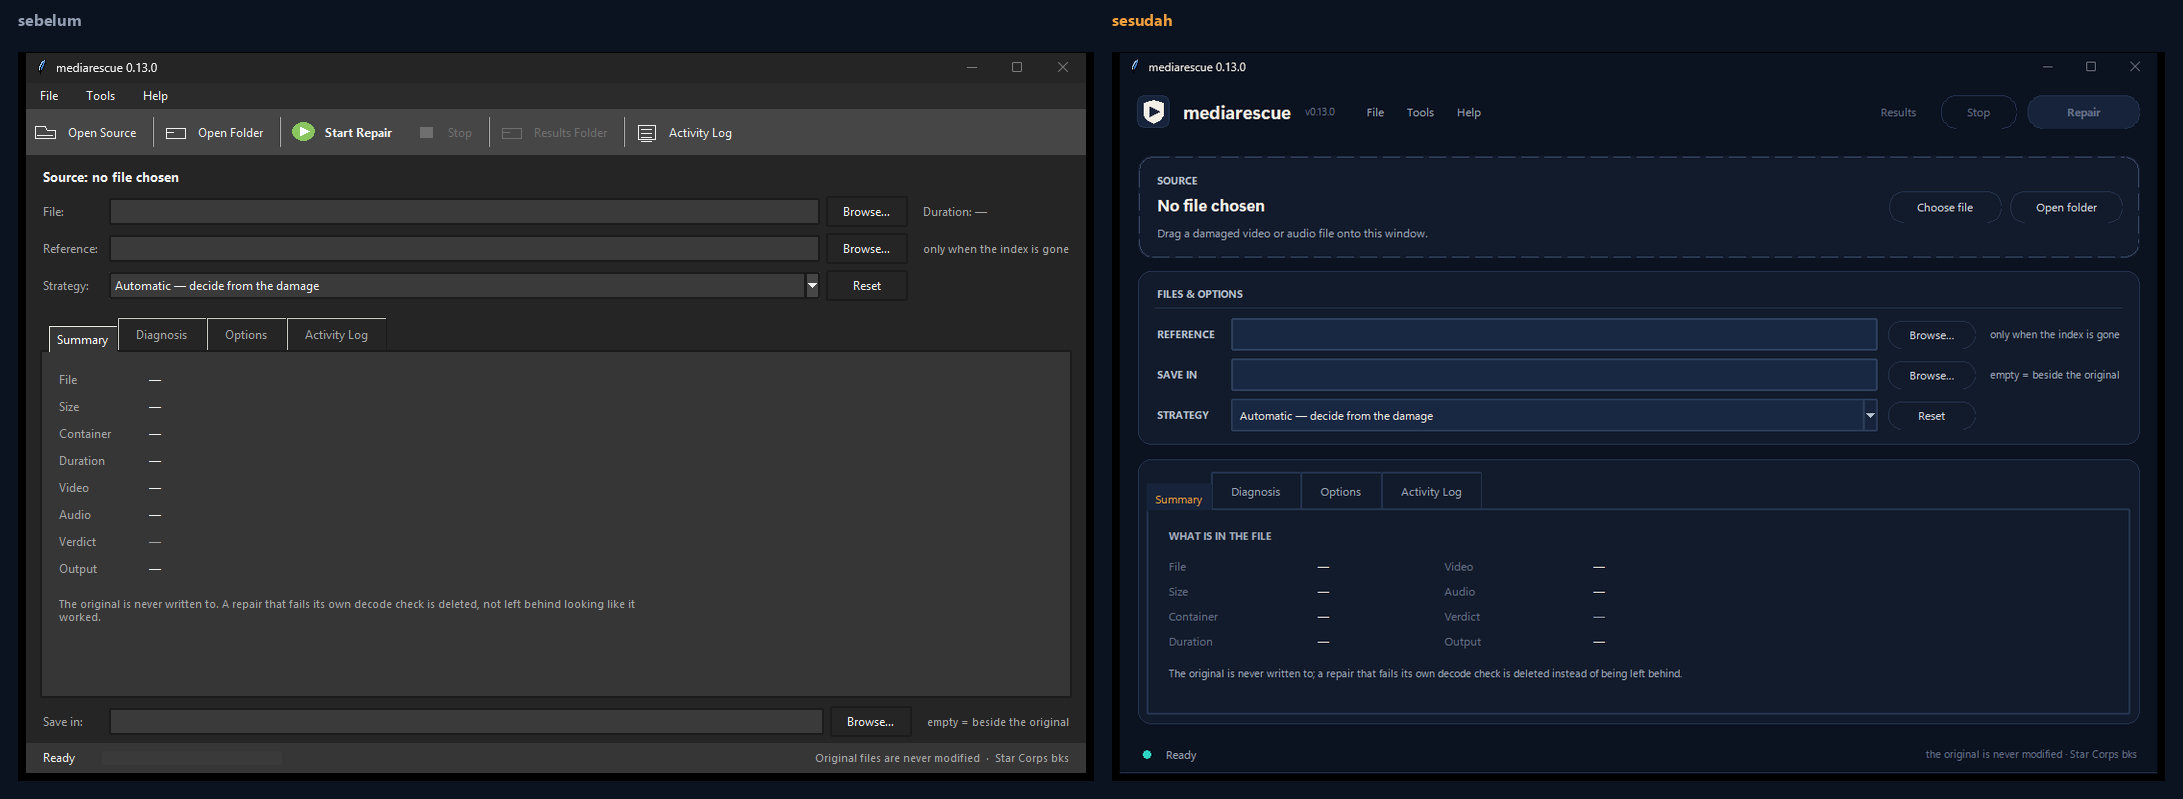 sebelum
mediarescue 0.13.0
File Tools Help
Open Source Open Folder Start Repair Stop Results Folder Activity Log
Source: no file chosen
File: Browse... Duration: —
Reference: Browse... only when the index is gone
Strategy: Automatic — decide from the damage Reset
Summary Diagnosis Options Activity Log
File —
Size —
Container —
Duration —
Video —
Audio —
Verdict —
Output —
The original is never written to. A repair that fails its own decode check is deleted, not left behind looking like it
worked.
Save in: Browse... empty = beside the original
Ready Original files are never modified · Star Corps bks
sesudah
mediarescue 0.13.0
mediarescue v0.13.0 File Tools Help Results Stop Repair
SOURCE
No file chosen Choose file Open folder
Drag a damaged video or audio file onto this window.
FILES & OPTIONS
REFERENCE Browse... only when the index is gone
SAVE IN Browse... empty = beside the original
STRATEGY Automatic — decide from the damage Reset
Summary Diagnosis Options Activity Log
WHAT IS IN THE FILE
File — Video —
Size — Audio —
Container — Verdict —
Duration — Output —
The original is never written to; a repair that fails its own decode check is deleted instead of being left behind.
Ready the original is never modified · Star Corps bks